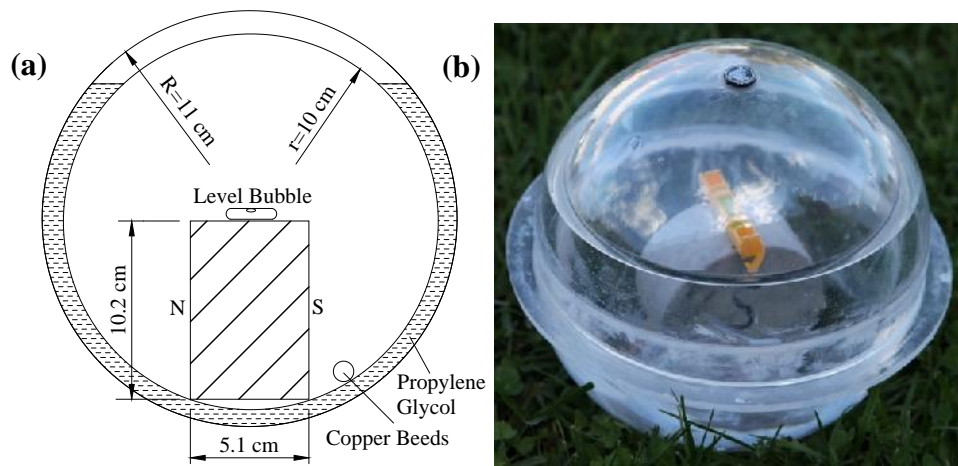 (a)
(b)
R=11 cm
r=10 cm
Level Bubble
10.2 cm
N
S
Propylene
Glycol
Copper Beeds
5.1 cm